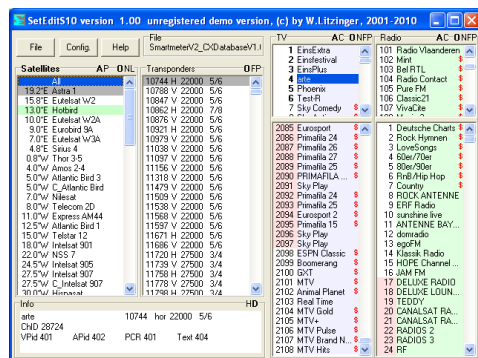 SetEditS10 version 1.00 unregistered demo version, (c) by W.Litzinger, 2001-2010
File Config. Help
File
SmartmeterV2_CXDatabaseV1.(
Satellites AP ONL
All
19.2°E Astra 1
15.8°E Eutelsat W2
13.0°E Hotbird
10.0°E Eutelsat W2A
9.0°E Eurobird 9A
7.0°E Eutelsat W3A
4.8°E Sirius 4
0.8°W Thor 3-5
4.0°W Amos 2-4
5.0°W Atlantic Bird 3
5.0°W C_Atlantic Bird
7.0°W Nilesat
8.0°W Telecom 2D
11.0°W Express AM44
12.5°W Atlantic Bird 1
15.0°W Telstar 12
18.0°W Intelsat 901
22.0°W NSS 7
24.5°W Intelsat 905
27.5°W Intelsat 907
27.5°W C_Intelsat 907
30.0°W Hispasat
Transponders OFP
10744 H 22000 5/6
10788 V 22000 5/6
10847 V 22000 5/6
10862 H 22000 7/8
10876 V 22000 5/6
10921 H 22000 5/6
10979 V 22000 5/6
11038 V 22000 5/6
11097 V 22000 5/6
11156 V 22000 5/6
11318 V 22000 5/6
11479 V 22000 5/6
11509 V 22000 5/6
11538 V 22000 5/6
11568 V 22000 5/6
11597 V 22000 5/6
11671 H 22000 5/6
11686 V 22000 5/6
11720 H 27500 3/4
11739 V 27500 3/4
11758 H 27500 3/4
11778 V 27500 3/4
11798 H 27500 3/4
Info HD
arte 10744 hor 22000 5/6
ChID 28724
VPid 401 APid 402 PCR 401 Text 404
TV AC ONFP
1 EinsExtra
2 Einsfestival
3 EinsPlus
4 arte
5 Phoenix
6 Test-R
7 Sky Comedy $
2085 Eurosport $
2086 Primafila 24 $
2087 Primafila 26 $
2088 Primafila 27 $
2089 Primafila 25 $
2090 PRIMAFILA ... $
2091 Sky Play
2092 Primafila 24 $
2093 Primafila 25 $
2094 Eurosport 2 $
2095 Primafila 15 $
2096 Sky Play
2097 Sky Play
2098 ESPN Classic $
2099 Boomerang $
2100 GXT $
2101 MTV $
2102 Animal Planet $
2103 Real Time
2104 MTV Gold $
2105 MTV+ $
2106 MTV Pulse $
2107 MTV Brand N... $
2108 MTV Hits $
Radio AC ONFP
101 Radio Vlaanderen $
102 Mint $
103 Bel RTL $
104 Radio Contact $
105 Pure FM $
106 Classic21 $
107 VivaCite $
1 Deutsche Charts $
2 Rock Hymnen $
3 LoveSongs $
4 60er/70er $
5 80er/90er $
6 RnB/Hip Hop $
7 Country $
8 ROCK ANTENNE
9 ERF Radio
10 sunshine live
11 ANTENNE BAY...
12 domradio
13 egoFM
14 Klassik Radio
15 HOPE Channel ...
16 JAM FM
17 DELUXE RADIO
18 DELUXE LOUN...
19 TEDDY
20 CANALSAT RA...
21 CANALSAT RA...
22 RADIOS 2
23 RADIOS 3
24 RF